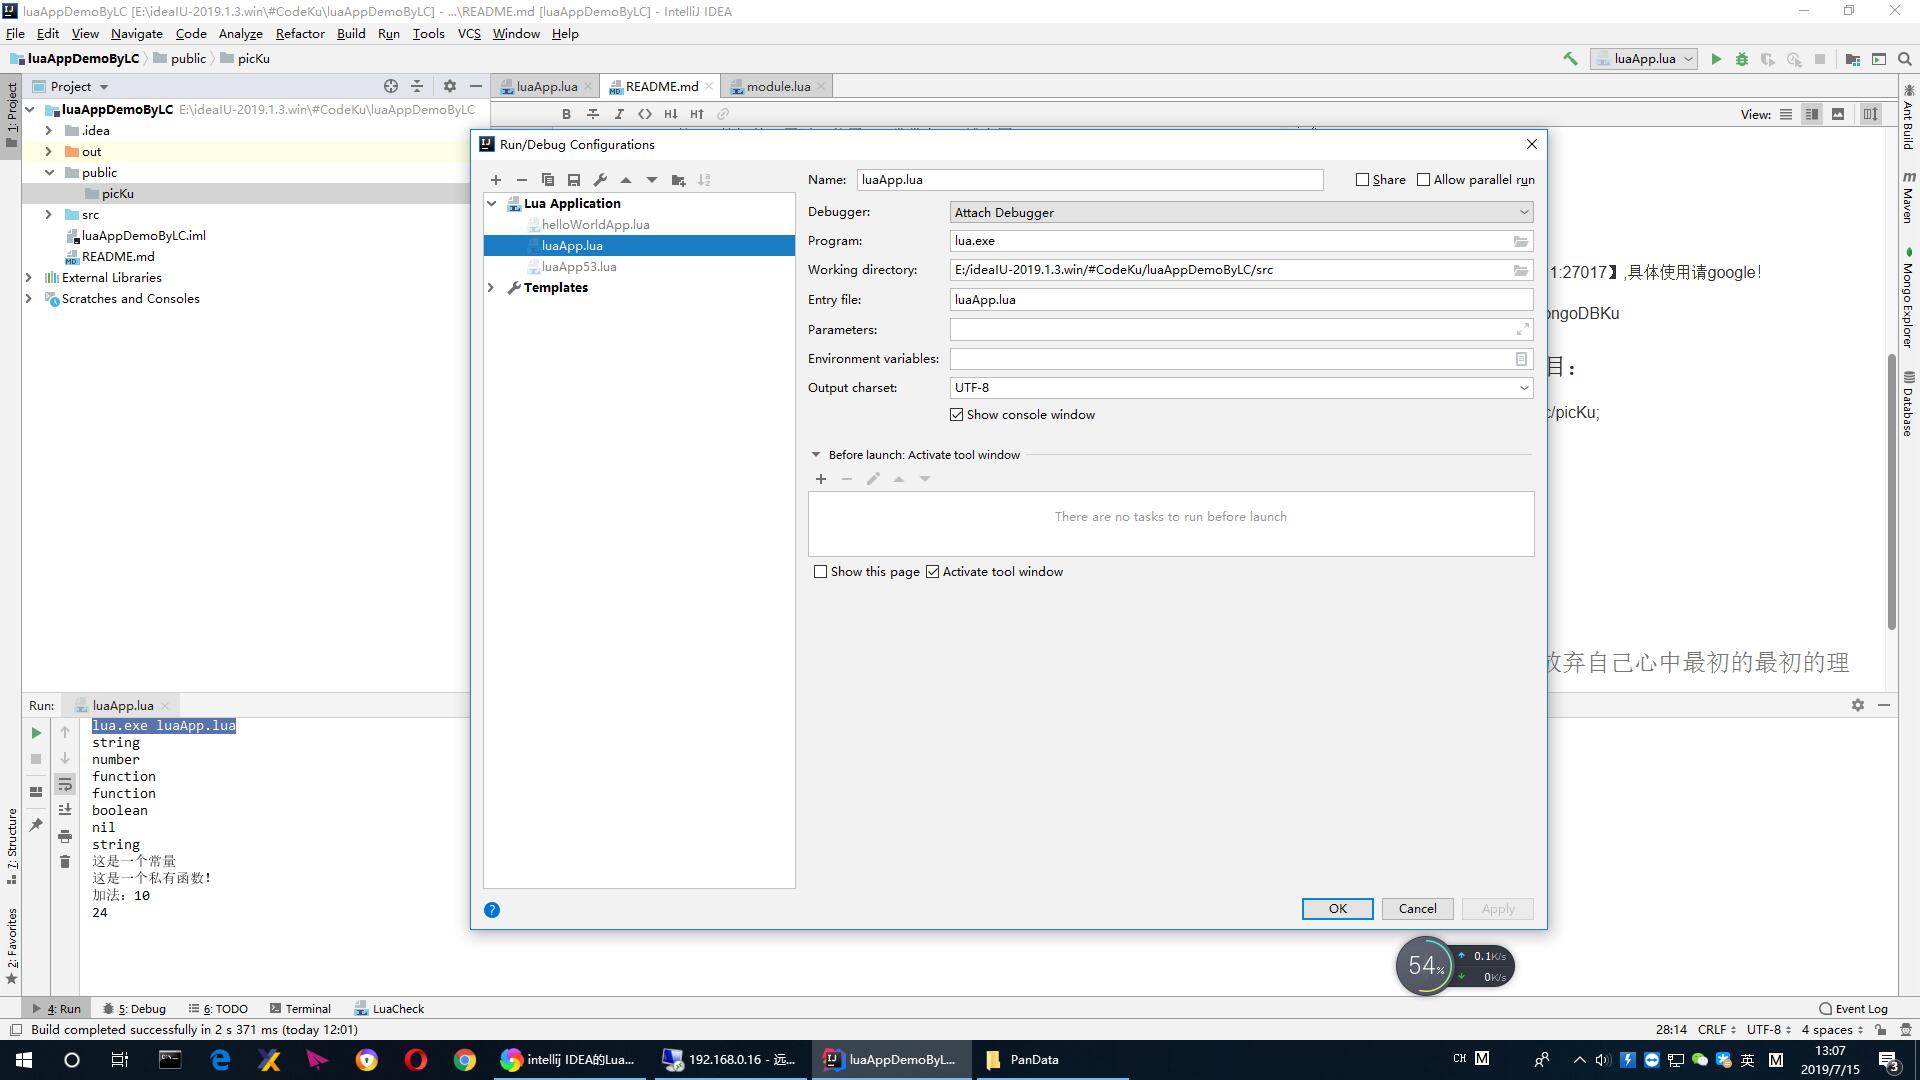 luaAppDemoByLC [E:\ideaIU-2019.1.3.win\#CodeKu\luaAppDemoByLC] - ...\README.md [luaAppDemoByLC] - IntelliJ IDEA
File Edit View Navigate Code Analyze Refactor Build Run Tools VCS Window Help
luaAppDemoByLC public picKu luaApp.lua
Project luaApp.lua README.md module.lua
1: Project
luaAppDemoByLC E:\ideaIU-2019.1.3.win\#CodeKu\luaAppDemoByLC
.idea
out
public
picKu
src
luaAppDemoByLC.iml
README.md
External Libraries
Scratches and Consoles
B I H↓ H↑ View:
Ant Build
Maven
Mongo Explorer
Database
Run/Debug Configurations
Lua Application
helloWorldApp.lua
luaApp.lua
luaApp53.lua
Templates
Name: luaApp.lua Share Allow parallel run
Debugger: Attach Debugger
Program: lua.exe
Working directory: E:/ideaIU-2019.1.3.win/#CodeKu/luaAppDemoByLC/src
Entry file: luaApp.lua
Parameters:
Environment variables:
Output charset: UTF-8
Show console window
Before launch: Activate tool window
There are no tasks to run before launch
Show this page Activate tool window
OK Cancel Apply
1:27017】,具体使用请google!
ongoDBKu
目：
c/picKu;
放弃自己心中最初的最初的理
Run: luaApp.lua
lua.exe luaApp.lua
string
number
function
function
boolean
nil
string
这是一个常量
这是一个私有函数!
加法: 10
24
7: Structure
2: Favorites
54% 0.1K/s
0K/s
4: Run 5: Debug 6: TODO Terminal LuaCheck Event Log
Build completed successfully in 2 s 371 ms (today 12:01) 28:14 CRLF UTF-8 4 spaces
intellij IDEA的Lua... 192.168.0.16 - 远... luaAppDemoByL... PanData CH M 英 M 13:07
2019/7/15 3